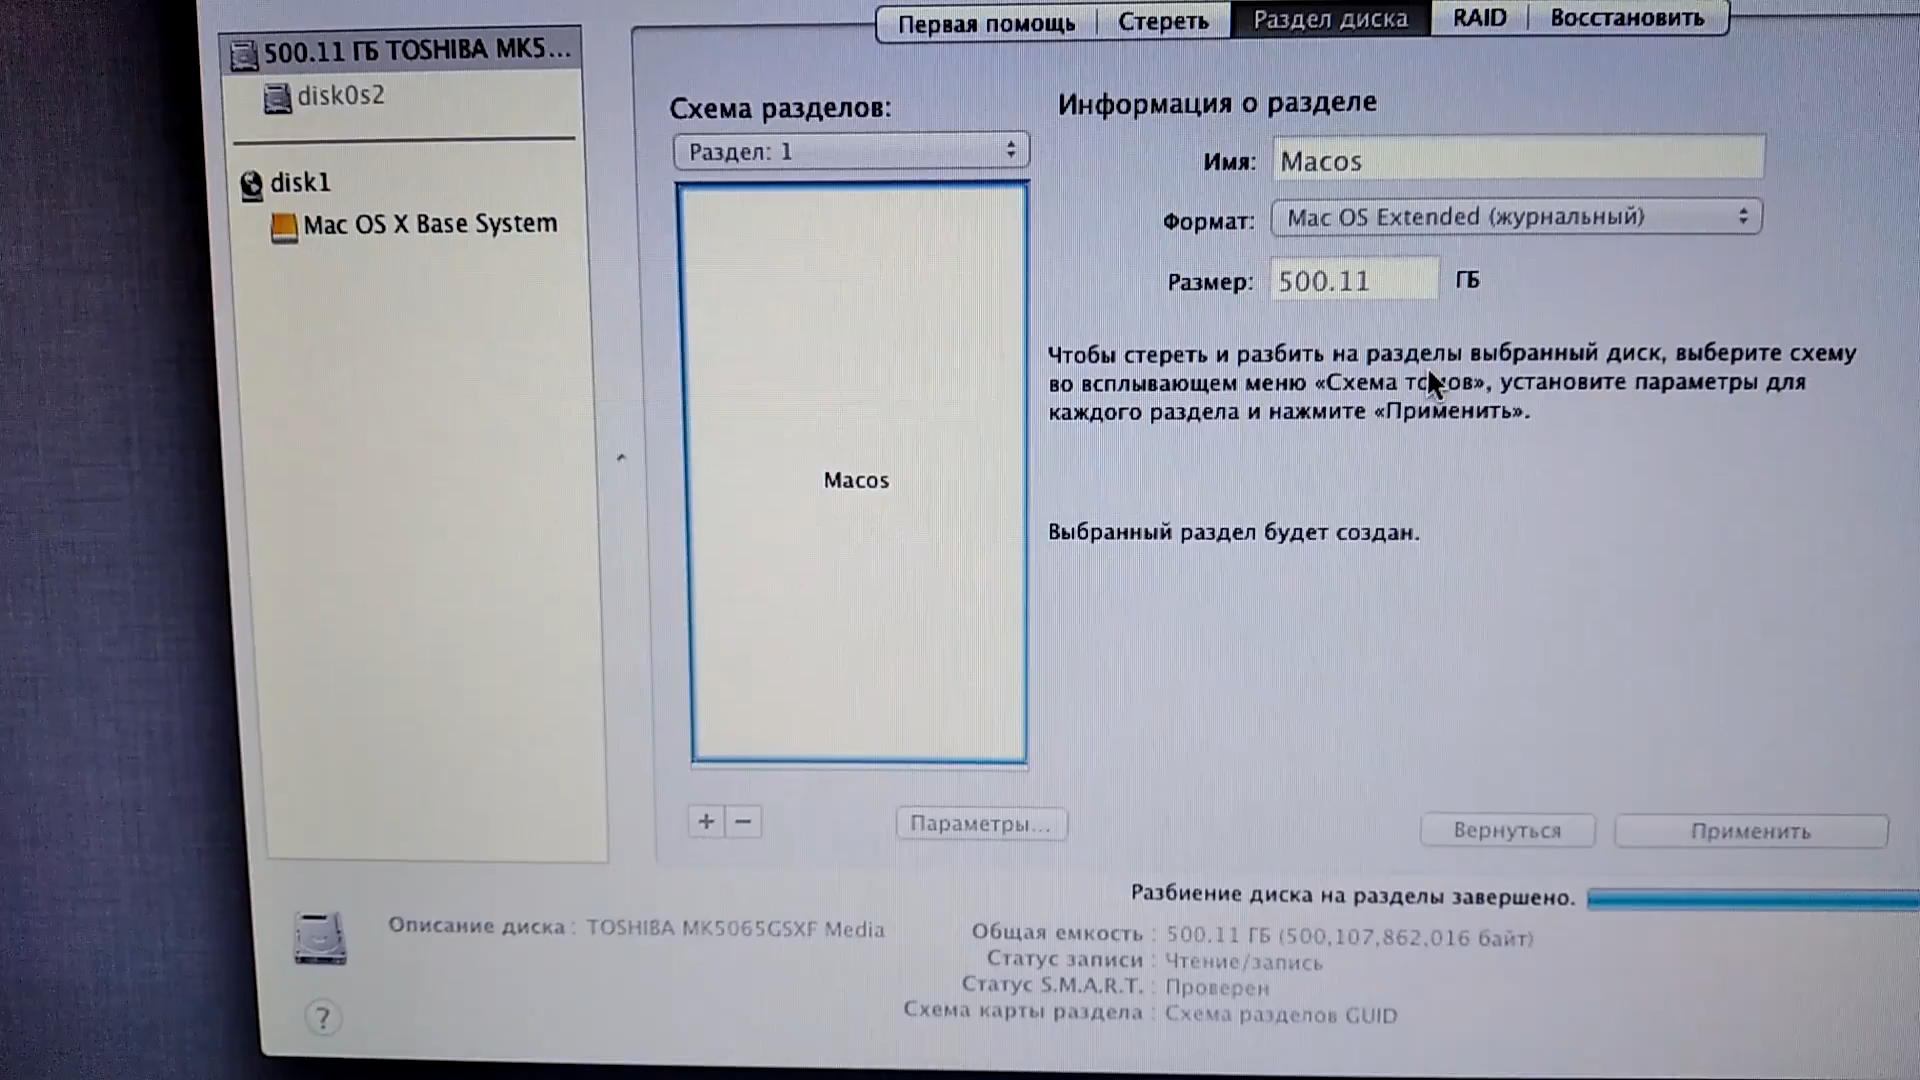 Первая помощь
Стереть
Раздел диска
RAID
Восстановить
500.11 ГБ TOSHIBA MK5...
disk0s2
disk1
Mac OS X Base System
Схема разделов:
Раздел: 1
Macos
Информация о разделе
Имя: Macos
Формат: Mac OS Extended (журнальный)
Размер: 500.11 ГБ
Чтобы стереть и разбить на разделы выбранный диск, выберите схему
во всплывающем меню «Схема томов», установите параметры для
каждого раздела и нажмите «Применить».
Выбранный раздел будет создан.
+ −
Параметры...
Вернуться
Применить
Разбиение диска на разделы завершено.
Описание диска : TOSHIBA MK5065GSXF Media
Общая емкость : 500.11 ГБ (500,107,862,016 байт)
Статус записи : Чтение/запись
Статус S.M.A.R.T. : Проверен
Схема карты раздела : Схема разделов GUID
?